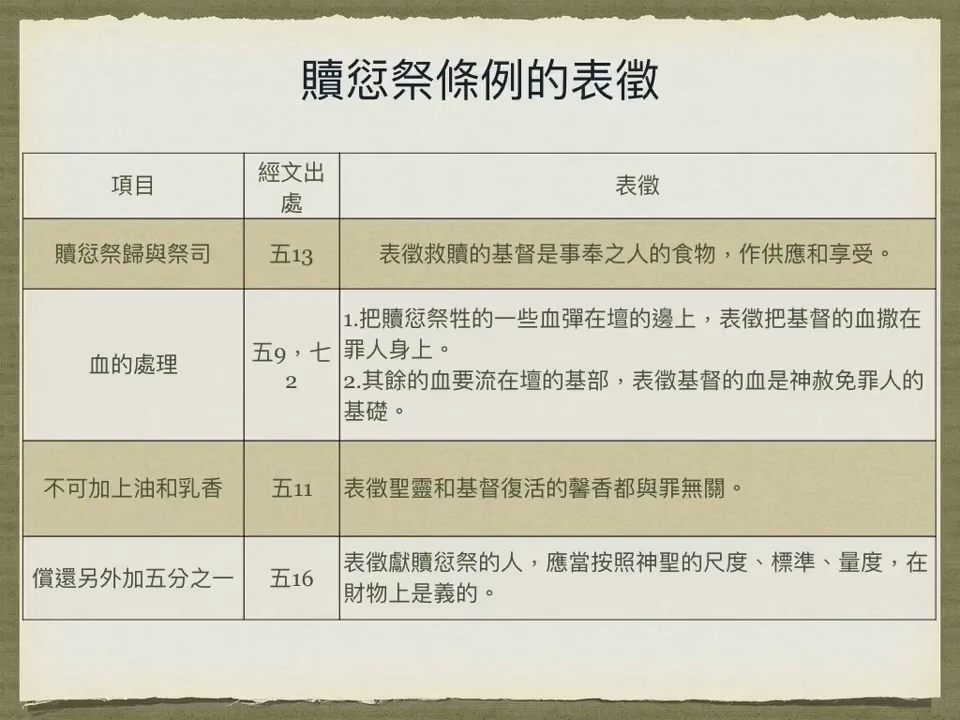 贖愆祭條例的表徵
項目
經文出
處
表徵
贖愆祭歸與祭司
五13
表徵救贖的基督是事奉之人的食物，作供應和享受。
血的處理
五9，七
2
1.把贖愆祭牲的一些血彈在壇的邊上，表徵把基督的血撒在
罪人身上。
2.其餘的血要流在壇的基部，表徵基督的血是神赦免罪人的
基礎。
不可加上油和乳香
五11
表徵聖靈和基督復活的馨香都與罪無關。
償還另外加五分之一
五16
表徵獻贖愆祭的人，應當按照神聖的尺度、標準、量度，在
財物上是義的。